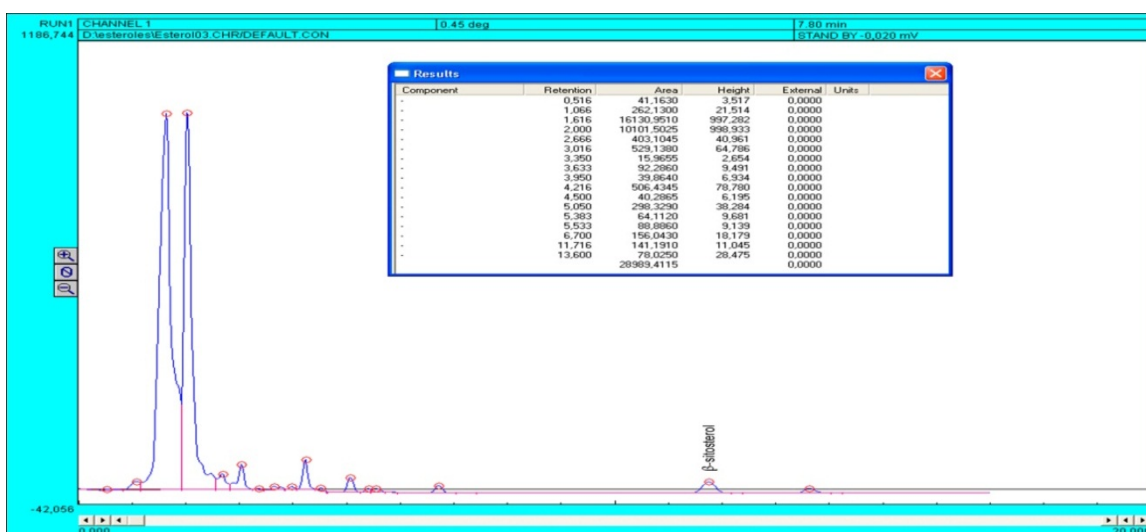 RUN1 CHANNEL 1 0.45 deg 7.80 min
1186,744 D:\esteroles\Esterol03.CHR/DEFAULT.CON STAND BY-0,020 mV
Results
Component Retention Area Height External Units
- 0,516 41,1630 3,517 0,0000
- 1,066 262,1300 21,514 0,0000
- 1,616 16130,9510 997,282 0,0000
- 2,000 10101,5025 998,933 0,0000
- 2,666 403,1045 40,961 0,0000
- 3,016 529,1380 64,786 0,0000
- 3,350 15,9655 2,654 0,0000
- 3,633 92,2860 9,491 0,0000
- 3,950 39,8640 6,934 0,0000
- 4,216 506,4345 78,780 0,0000
- 4,500 40,2865 6,195 0,0000
- 5,050 298,3290 38,284 0,0000
- 5,383 64,1120 9,681 0,0000
- 5,533 88,8860 9,139 0,0000
- 6,700 156,0430 18,179 0,0000
- 11,716 141,1910 11,045 0,0000
- 13,600 78,0250 28,475 0,0000
28989,4115 0,0000
β-sitosterol
-42,056
0.000